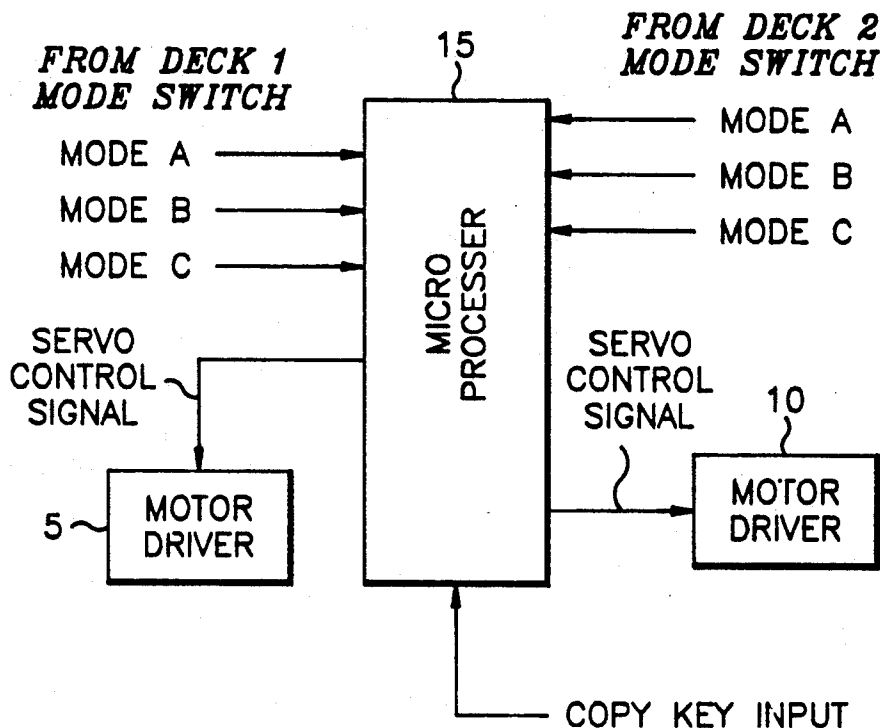 FROM DECK 1
MODE SWITCH
MODE A
MODE B
MODE C
15
FROM DECK 2
MODE SWITCH
MODE A
MODE B
MODE C
MICRO
PROCESSER
SERVO
CONTROL
SIGNAL
5
MOTOR
DRIVER
SERVO
CONTROL
SIGNAL
10
MOTOR
DRIVER
COPY KEY INPUT